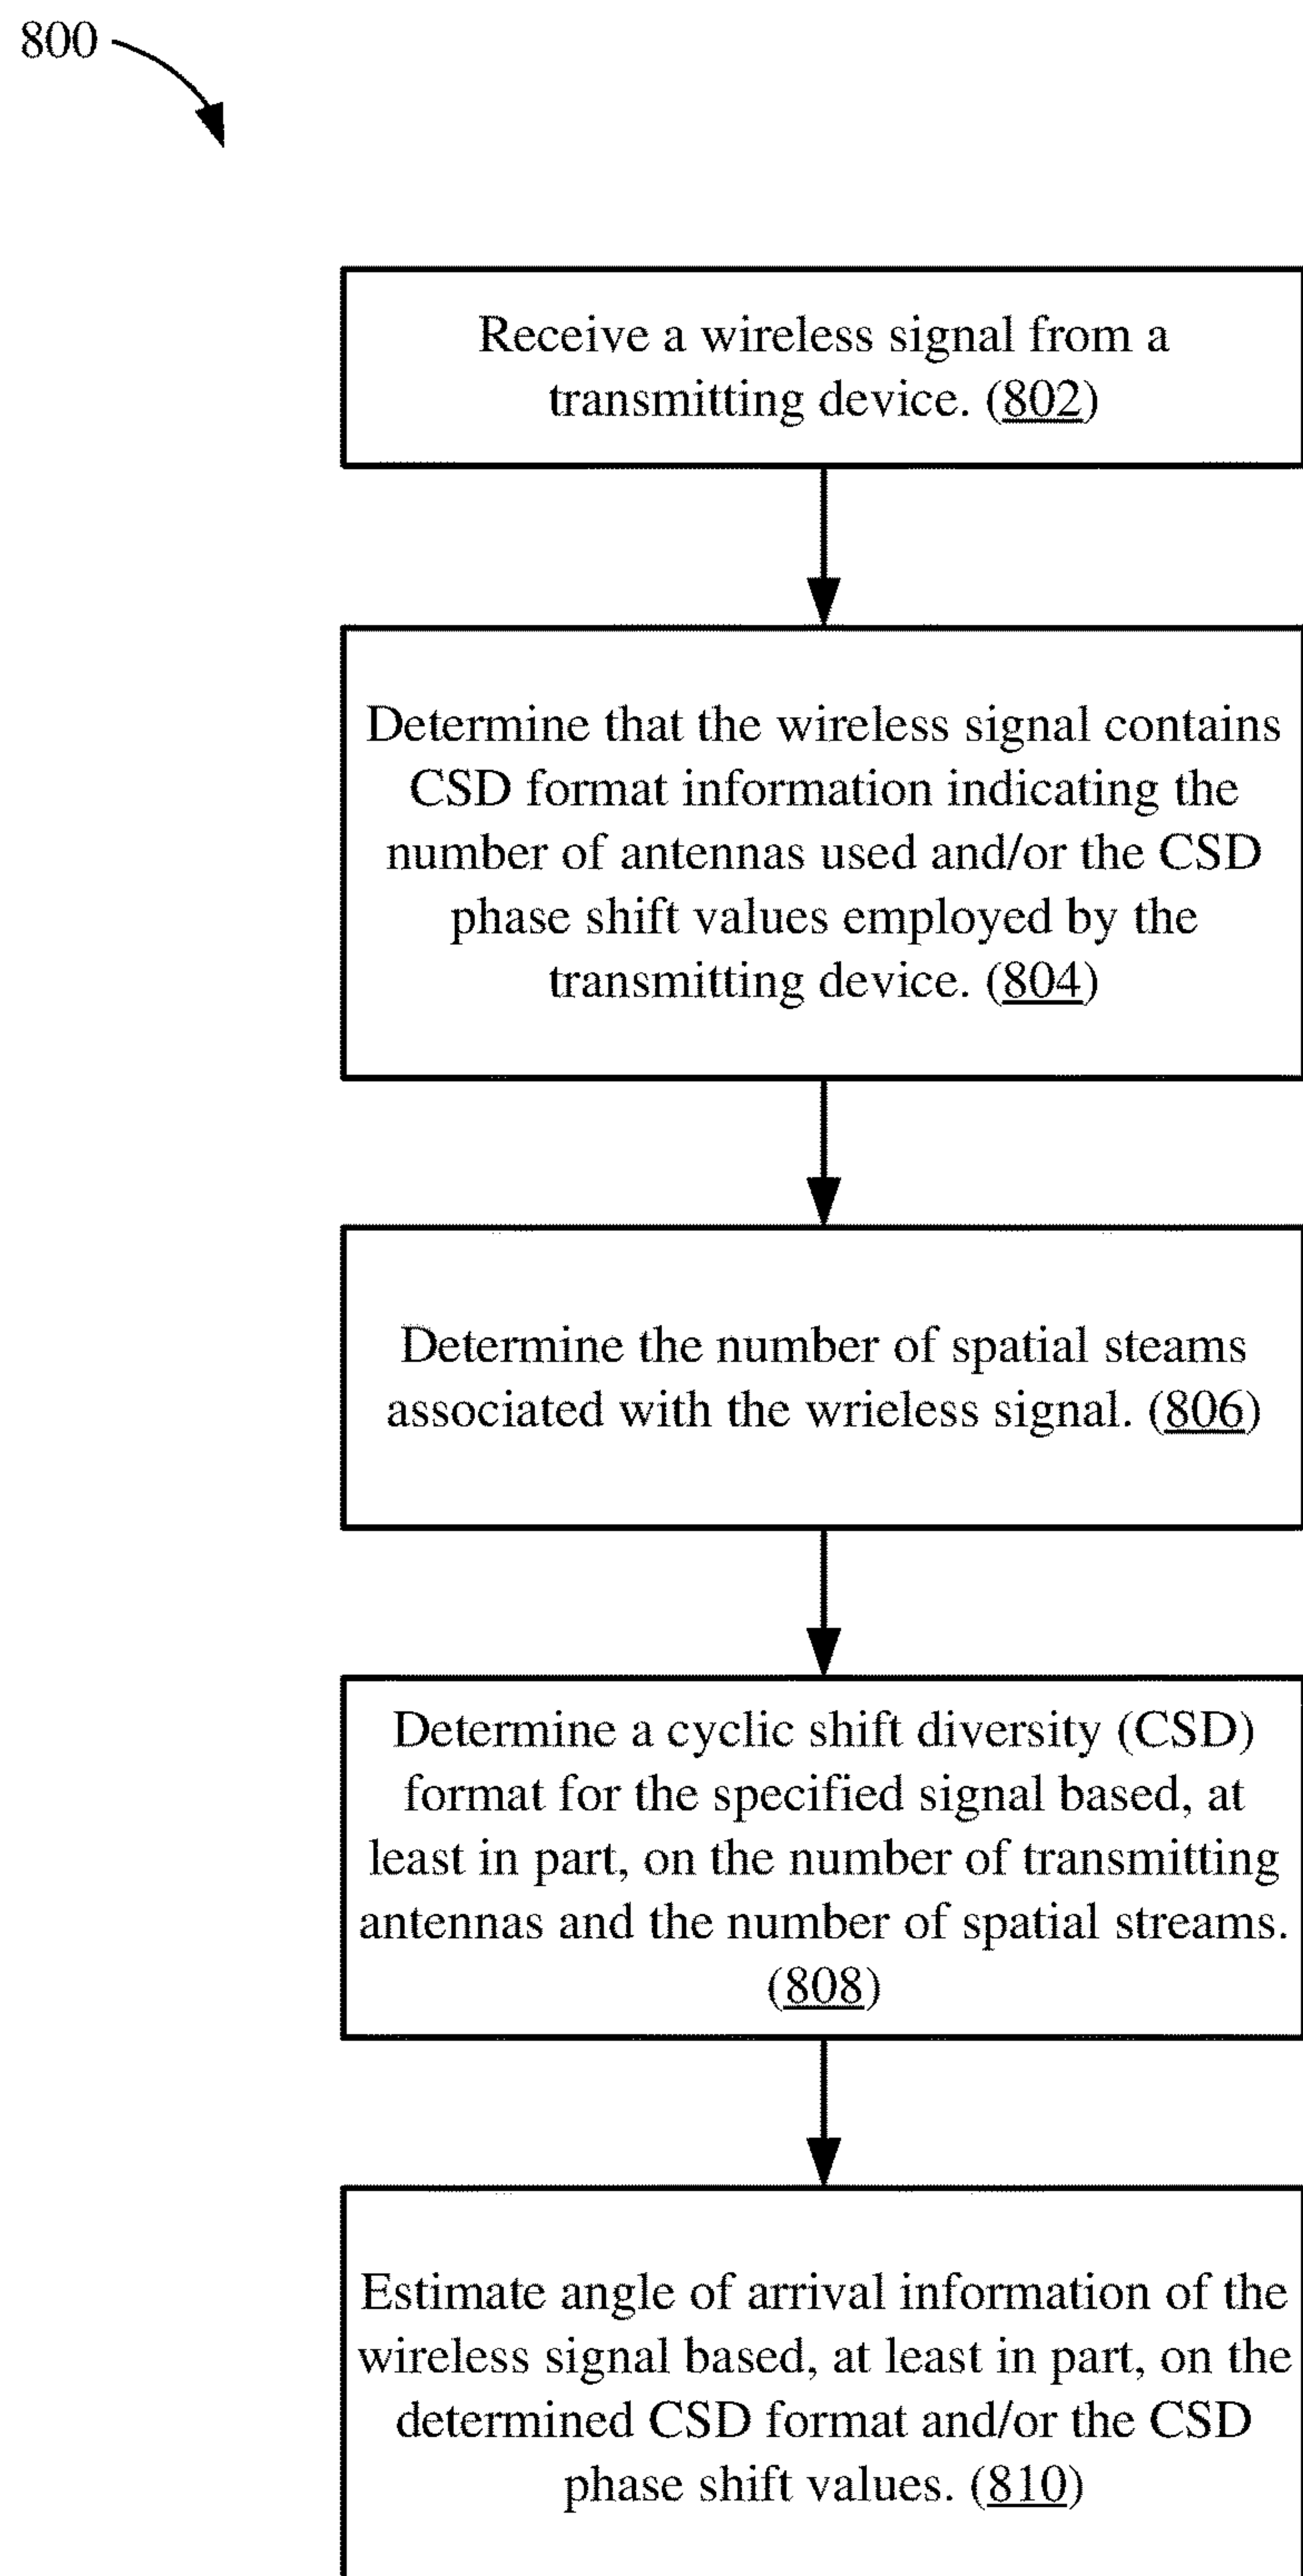 800
Receive a wireless signal from a
transmitting device. (802)
Determine that the wireless signal contains
CSD format information indicating the
number of antennas used and/or the CSD
phase shift values employed by the
transmitting device. (804)
Determine the number of spatial steams
associated with the wrieless signal. (806)
Determine a cyclic shift diversity (CSD)
format for the specified signal based, at
least in part, on the number of transmitting
antennas and the number of spatial streams.
(808)
Estimate angle of arrival information of the
wireless signal based, at least in part, on the
determined CSD format and/or the CSD
phase shift values. (810)